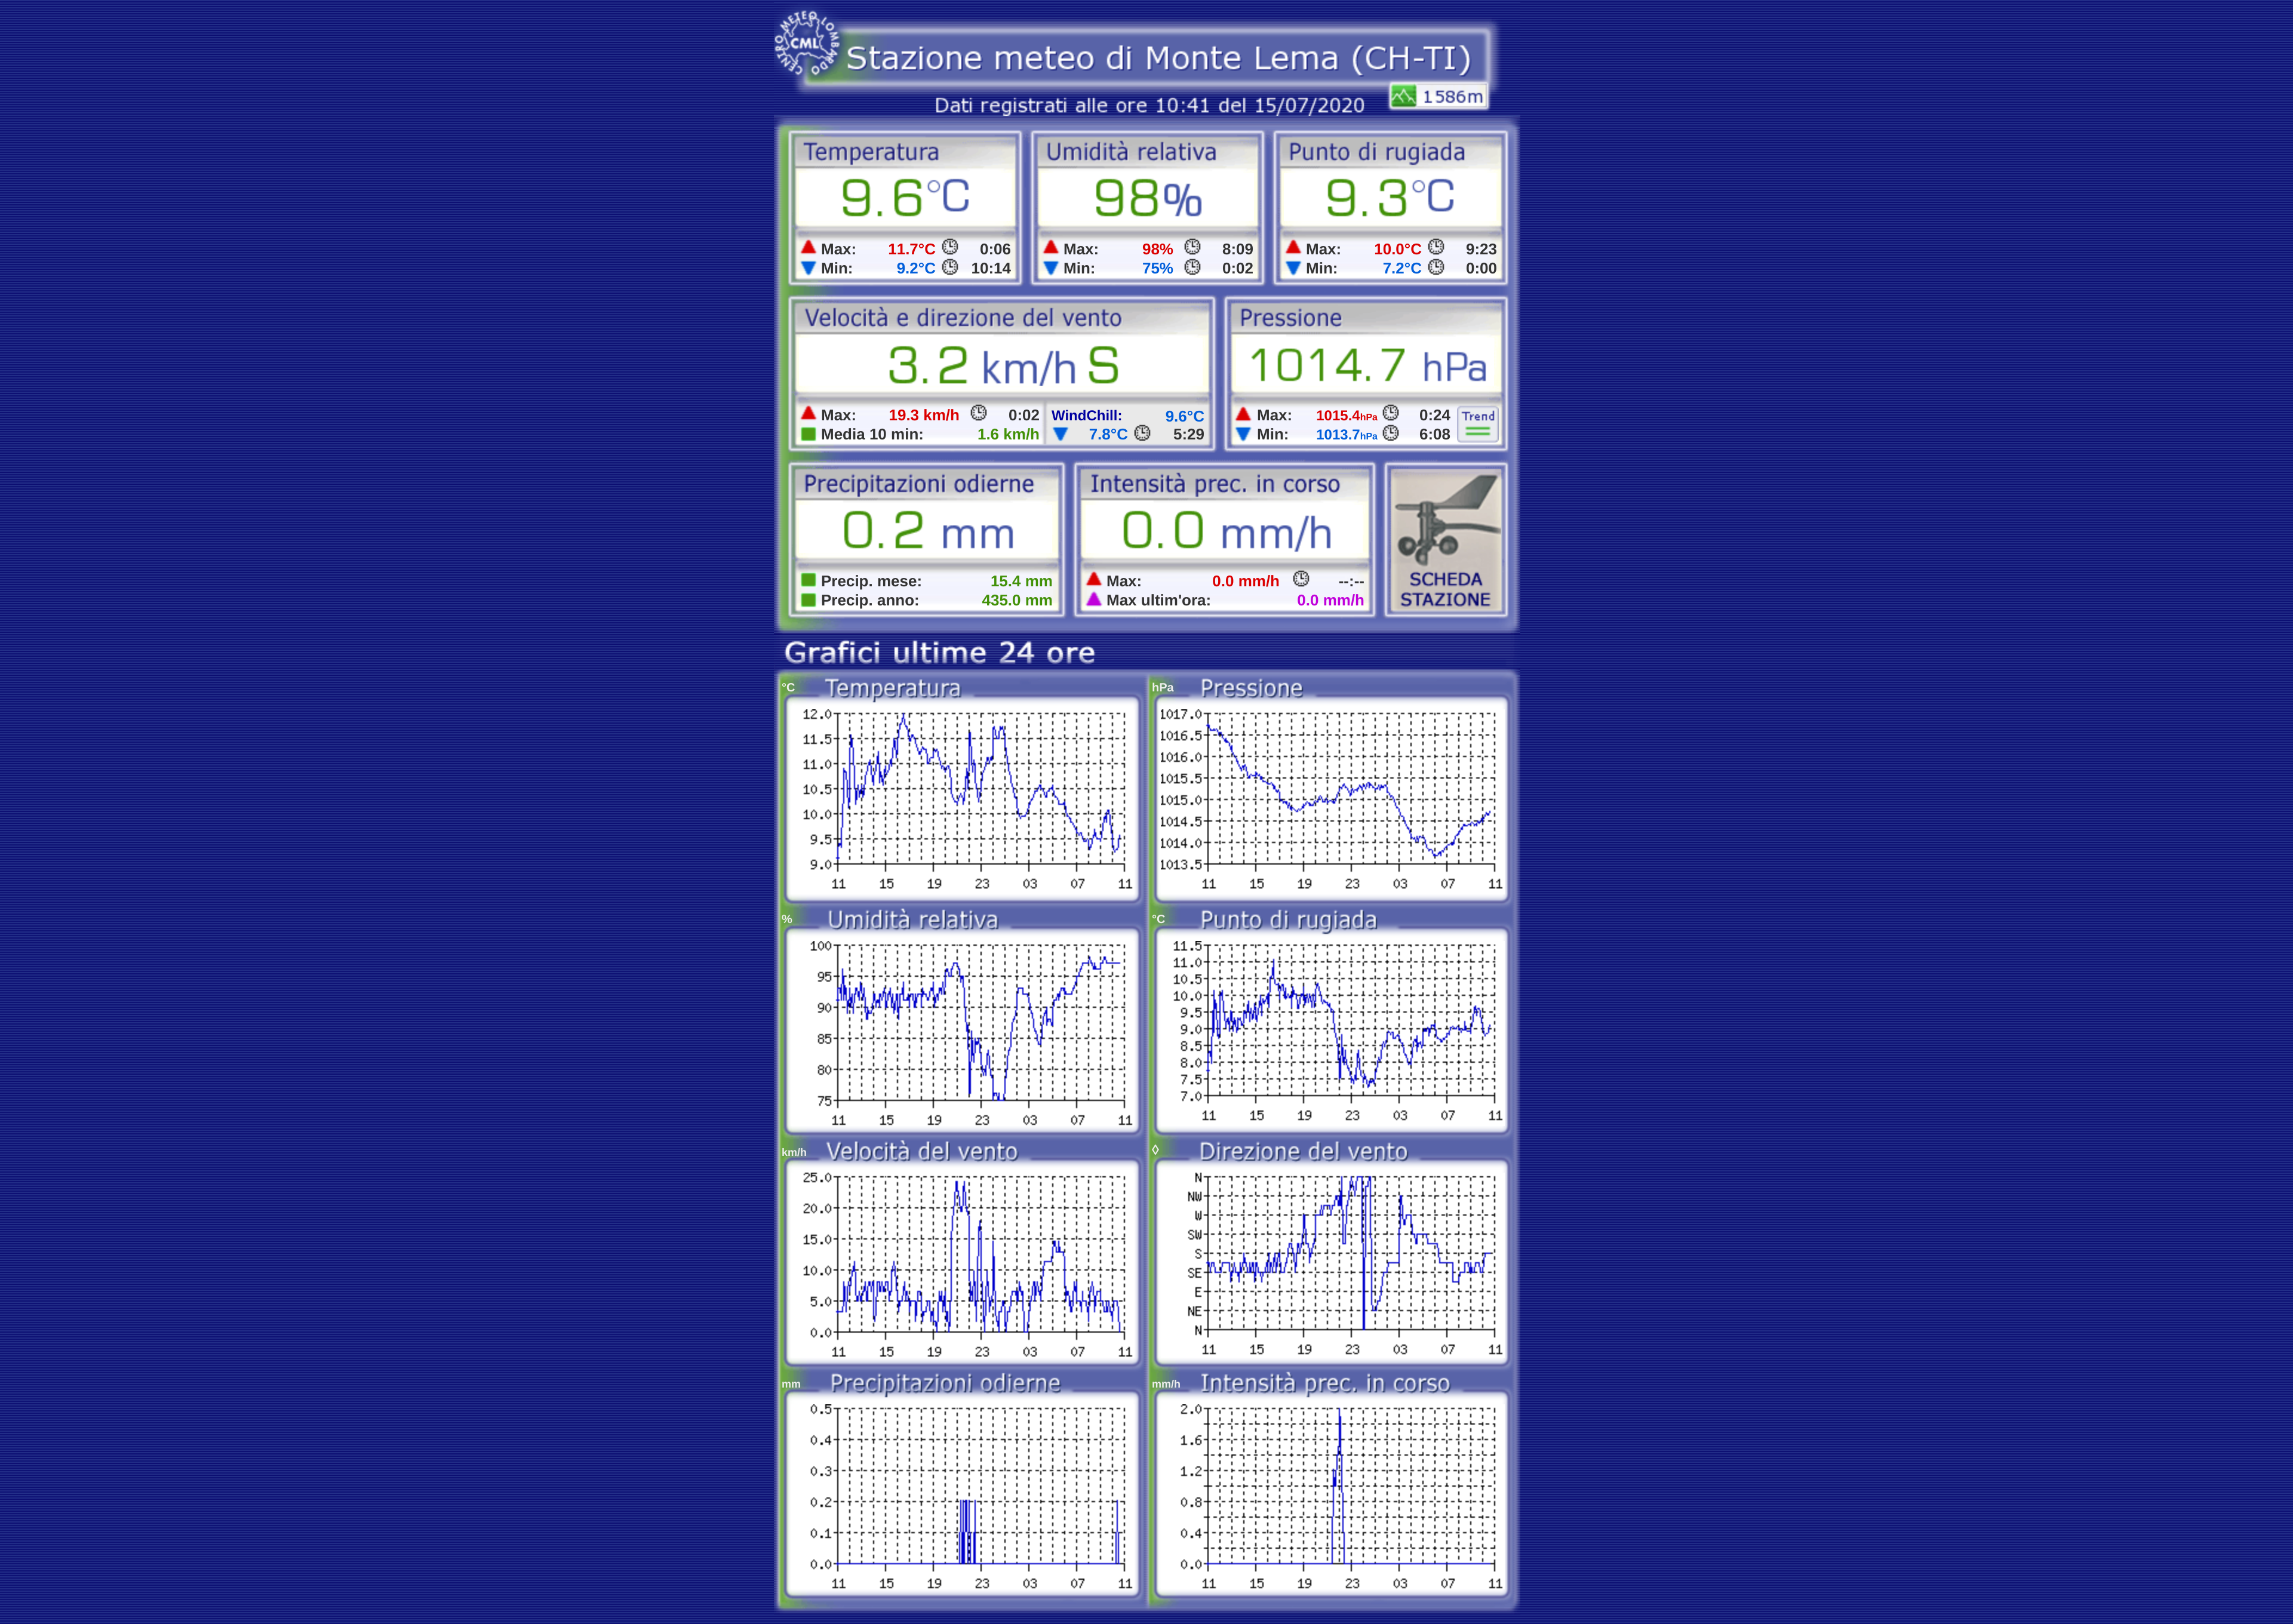 CENTRO METEO LOMBARDO
CML
Stazione meteo di Monte Lema (CH-TI)
Dati registrati alle ore 10:41 del 15/07/2020
1586m
Temperatura
9.6°C
Max: 11.7°C 0:06
Min: 9.2°C 10:14
Umidità relativa
98%
Max: 98% 8:09
Min: 75% 0:02
Punto di rugiada
9.3°C
Max: 10.0°C 9:23
Min: 7.2°C 0:00
Velocità e direzione del vento
3.2 km/h S
Max: 19.3 km/h 0:02
Media 10 min: 1.6 km/h
WindChill: 9.6°C
7.8°C 5:29
Pressione
1014.7 hPa
Max: 1015.4hPa 0:24
Min: 1013.7hPa 6:08
Trend
Precipitazioni odierne
0.2 mm
Precip. mese: 15.4 mm
Precip. anno: 435.0 mm
Intensità prec. in corso
0.0 mm/h
Max: 0.0 mm/h --:--
Max ultim'ora: 0.0 mm/h
SCHEDA
STAZIONE
Grafici ultime 24 ore
°C Temperatura
12.0
11.5
11.0
10.5
10.0
9.5
9.0
11 15 19 23 03 07 11
hPa Pressione
1017.0
1016.5
1016.0
1015.5
1015.0
1014.5
1014.0
1013.5
11 15 19 23 03 07 11
% Umidità relativa
100
95
90
85
80
75
11 15 19 23 03 07 11
°C Punto di rugiada
11.5
11.0
10.5
10.0
9.5
9.0
8.5
8.0
7.5
7.0
11 15 19 23 03 07 11
km/h Velocità del vento
25.0
20.0
15.0
10.0
5.0
0.0
11 15 19 23 03 07 11
◊ Direzione del vento
N
NW
W
SW
S
SE
E
NE
N
11 15 19 23 03 07 11
mm Precipitazioni odierne
0.5
0.4
0.3
0.2
0.1
0.0
11 15 19 23 03 07 11
mm/h Intensità prec. in corso
2.0
1.6
1.2
0.8
0.4
0.0
11 15 19 23 03 07 11